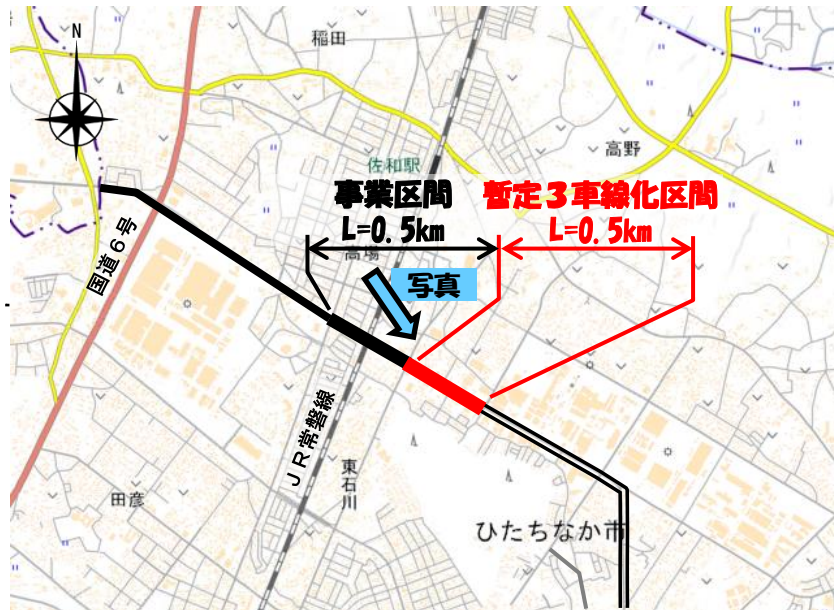 N
稲田
高野
佐和駅
事業区間
L=0.5km
暫定３車線化区間
L=0.5km
高場
写真
国道６号
ＪＲ常磐線
東石川
田彦
ひたちなか市